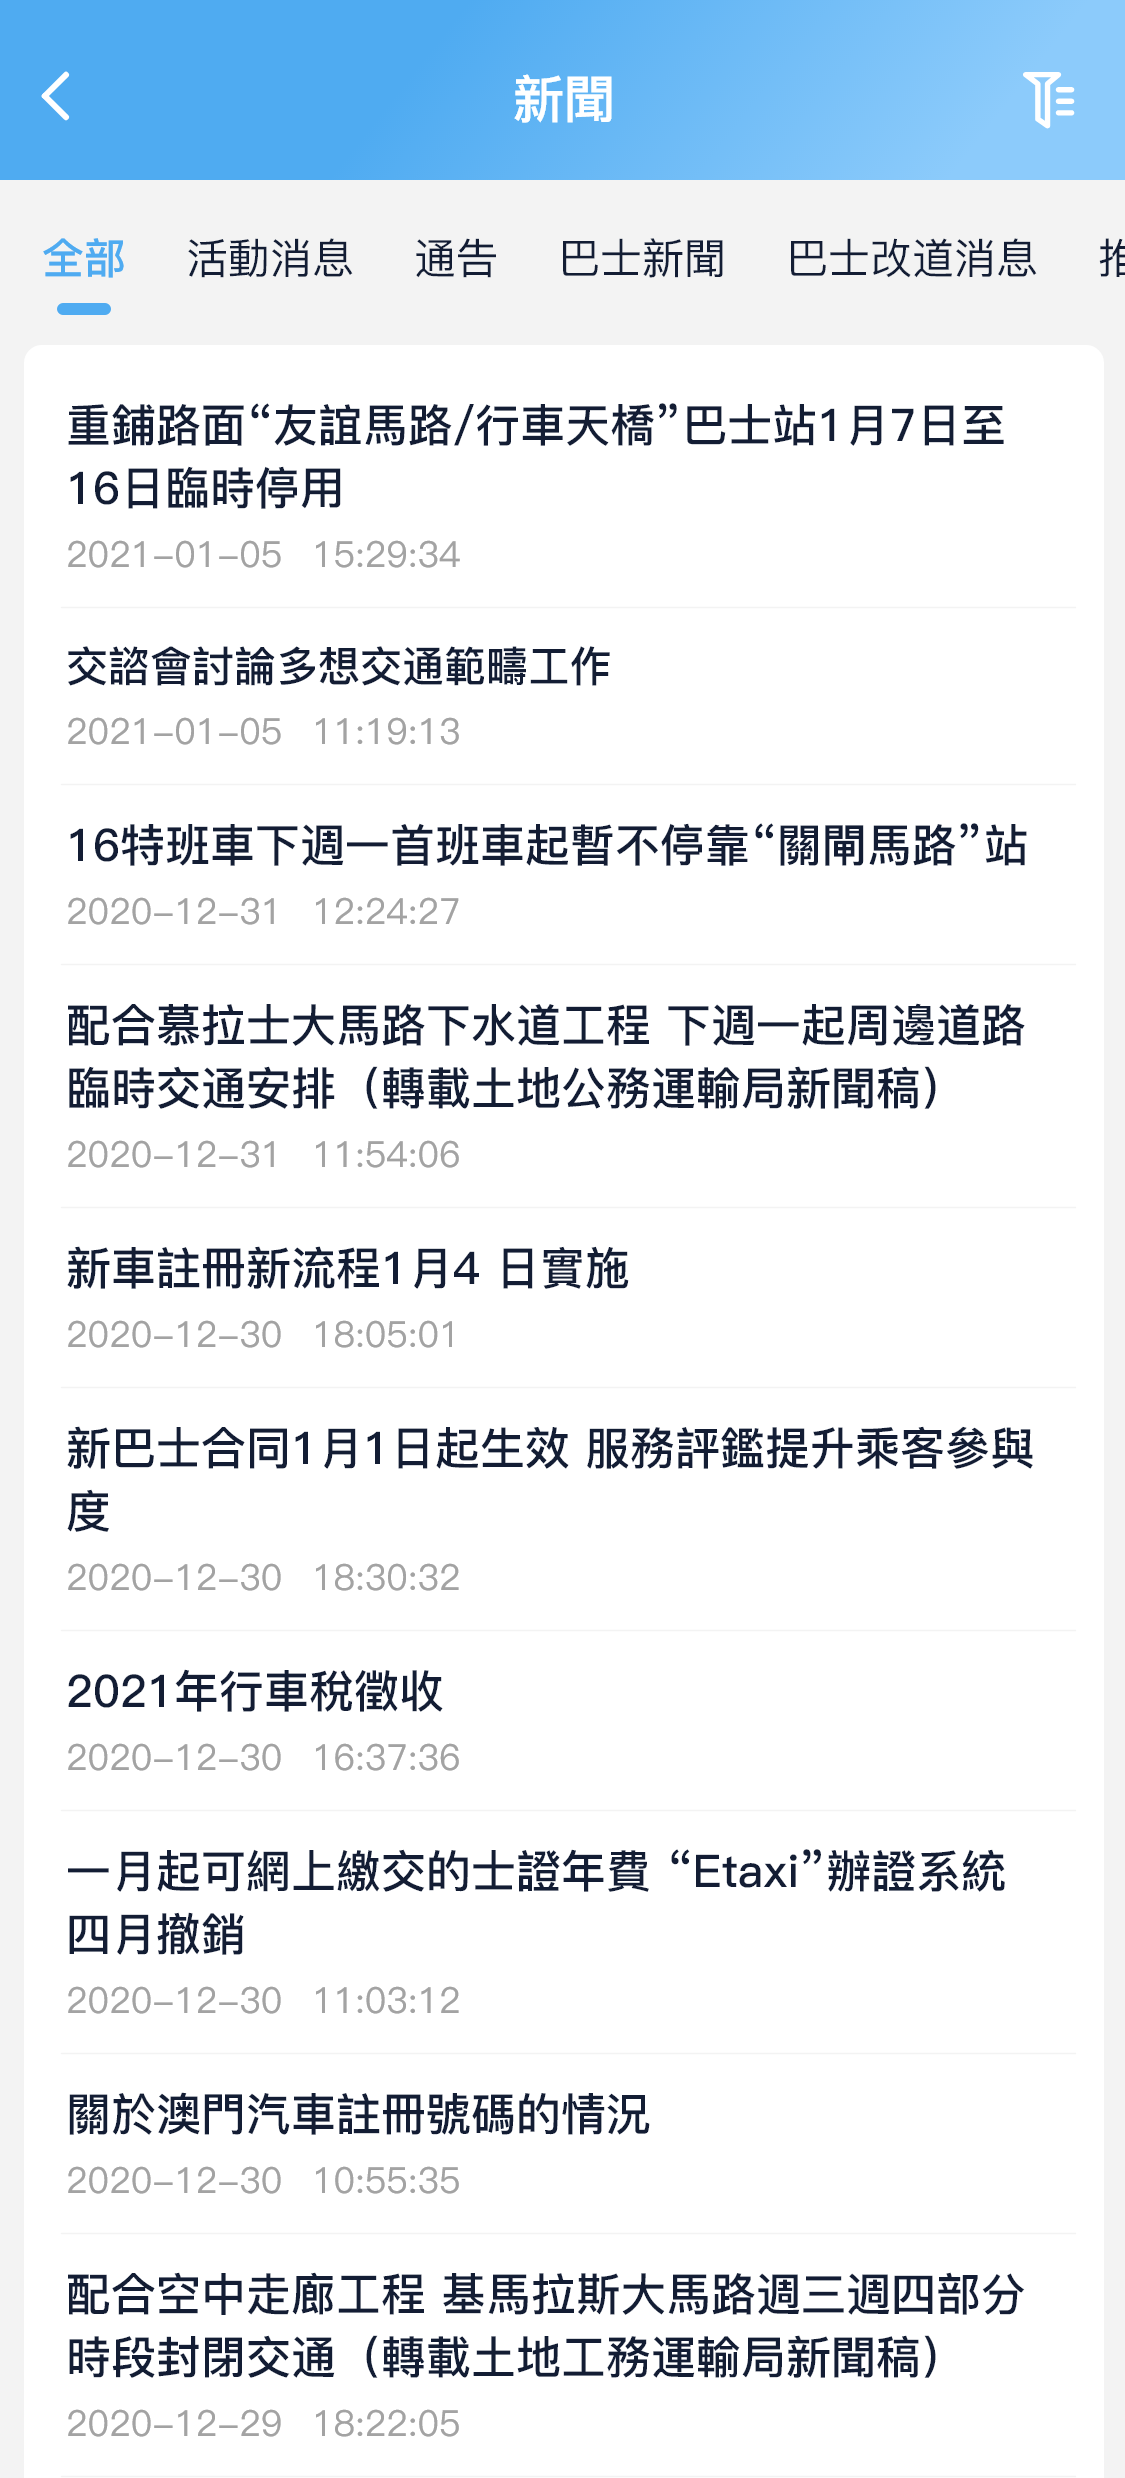 新聞
全部 活動消息 通告 巴士新聞 巴士改道消息
重鋪路面“友誼馬路/行車天橋”巴士站1月7日至
16日臨時停用
2021-01-05 15:29:34
交諮會討論多想交通範疇工作
2021-01-05 11:19:13
16特班車下週一首班車起暫不停靠“關閘馬路”站
2020-12-31 12:24:27
配合慕拉士大馬路下水道工程 下週一起周邊道路
臨時交通安排（轉載土地公務運輸局新聞稿）
2020-12-31 11:54:06
新車註冊新流程1月4 日實施
2020-12-30 18:05:01
新巴士合同1月1日起生效 服務評鑑提升乘客參與
度
2020-12-30 18:30:32
2021年行車稅徵收
2020-12-30 16:37:36
一月起可網上繳交的士證年費 “Etaxi”辦證系統
四月撤銷
2020-12-30 11:03:12
關於澳門汽車註冊號碼的情況
2020-12-30 10:55:35
配合空中走廊工程 基馬拉斯大馬路週三週四部分
時段封閉交通（轉載土地工務運輸局新聞稿）
2020-12-29 18:22:05